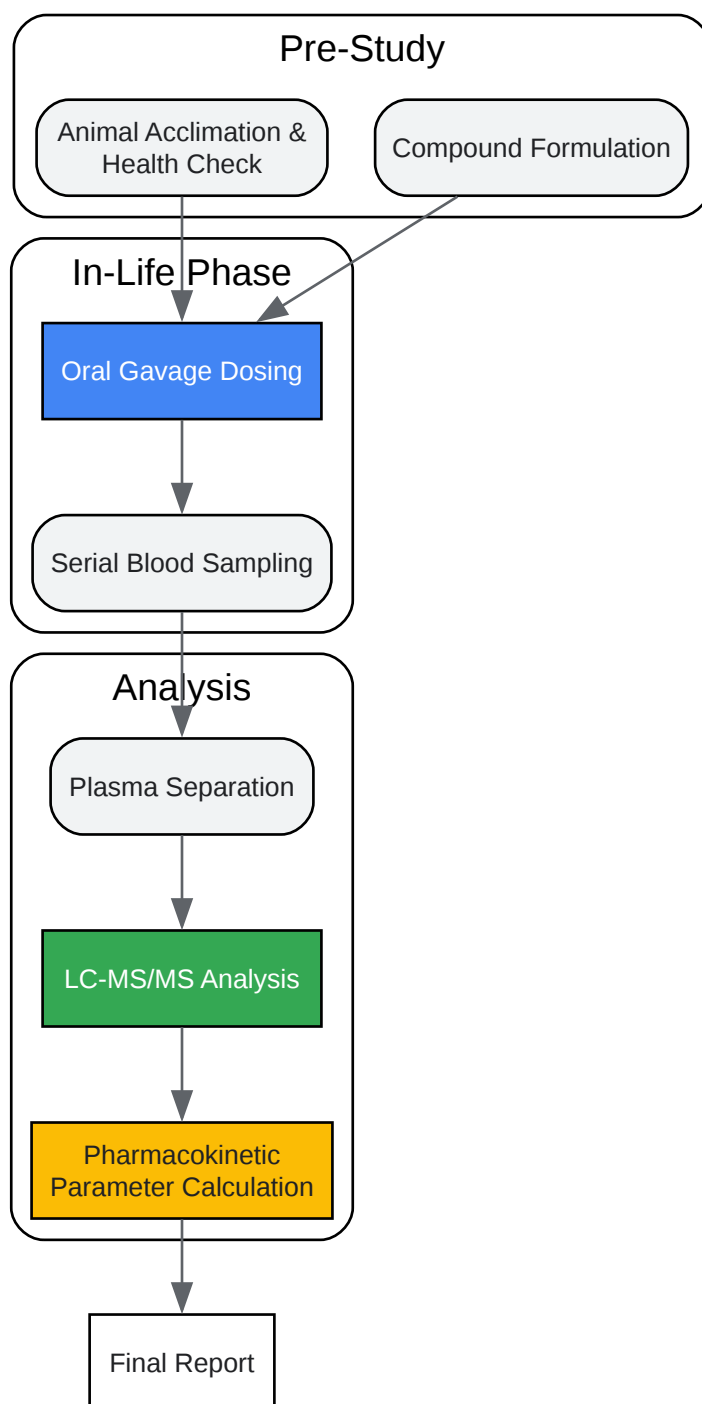 Pre-Study
Animal Acclimation &
Health Check
Compound Formulation
In-Life Phase
Oral Gavage Dosing
Serial Blood Sampling
Analysis
Plasma Separation
LC-MS/MS Analysis
Pharmacokinetic
Parameter Calculation
Final Report